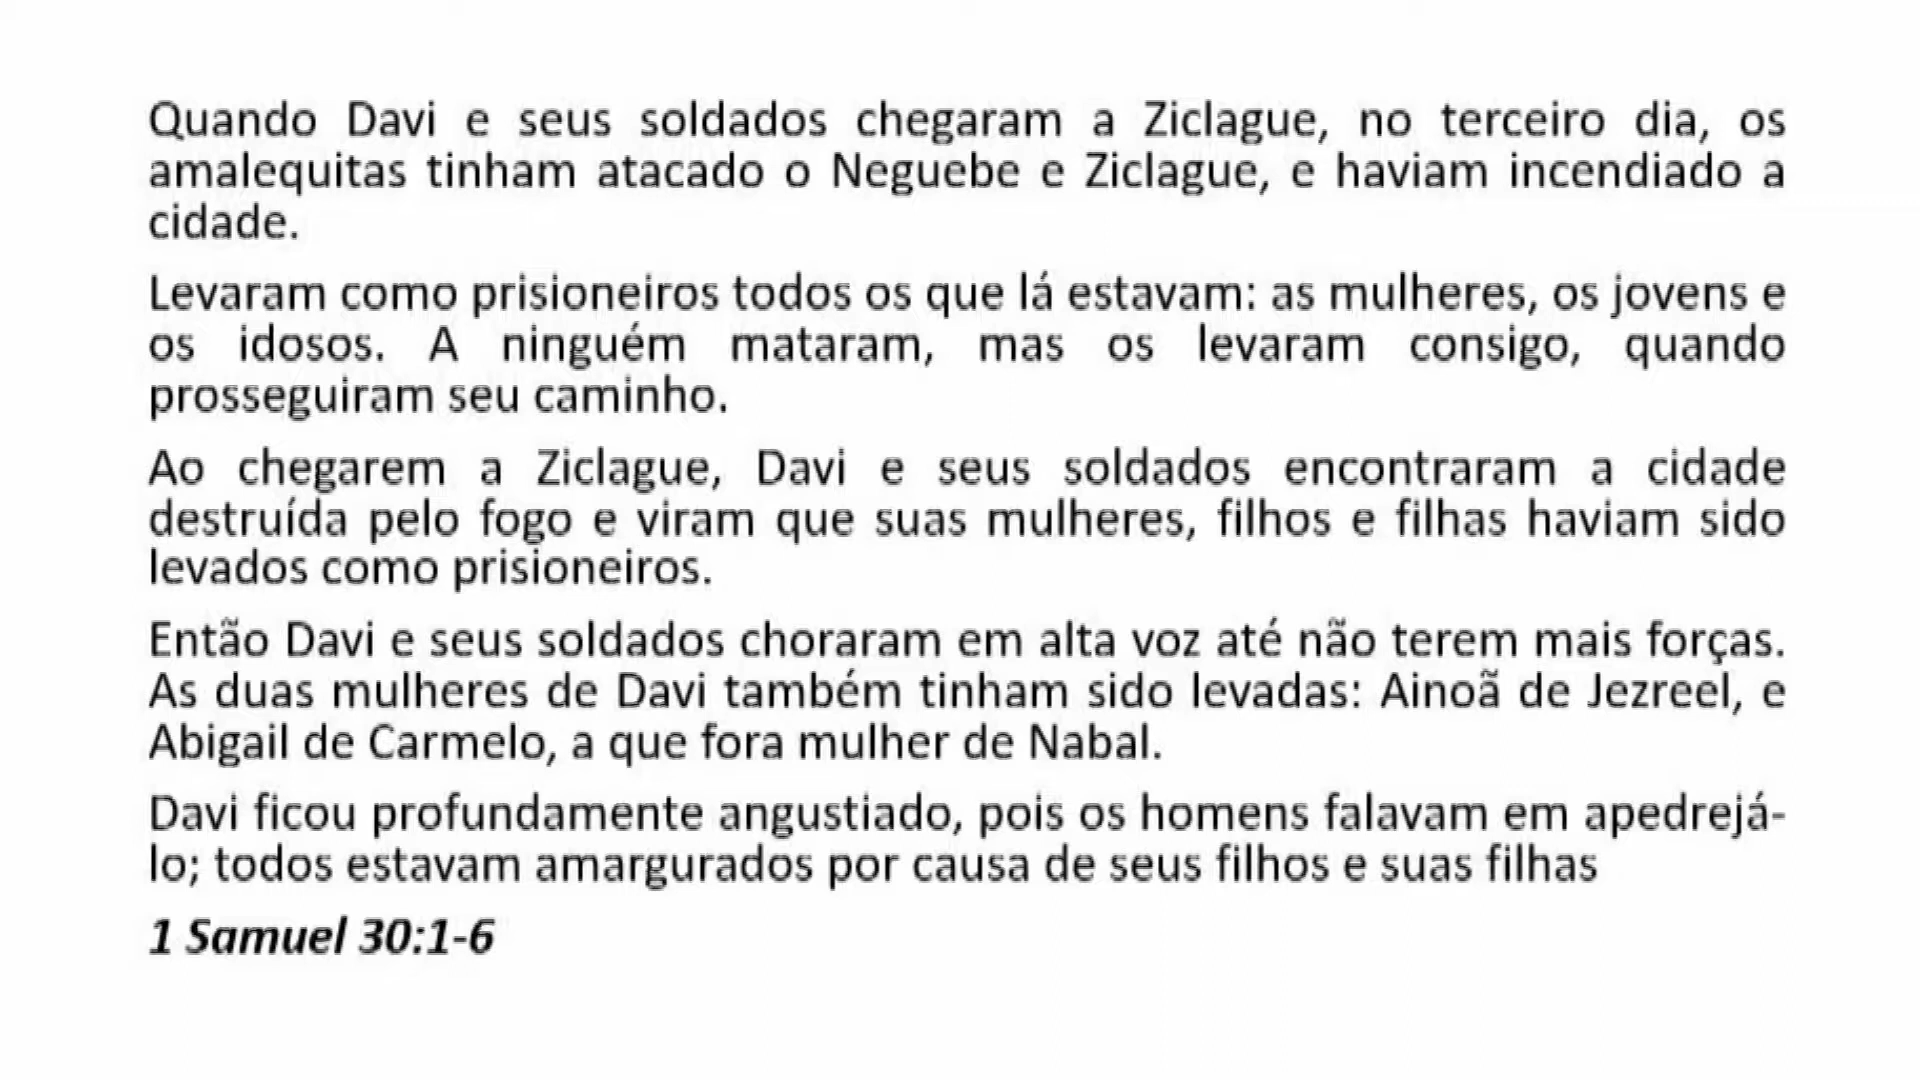 Quando Davi e seus soldados chegaram a Ziclague, no terceiro dia, os
amalequitas tinham atacado o Neguebe e Ziclague, e haviam incendiado a
cidade.
Levaram como prisioneiros todos os que lá estavam: as mulheres, os jovens e
os idosos. A ninguém mataram, mas os levaram consigo, quando
prosseguiram seu caminho.
Ao chegarem a Ziclague, Davi e seus soldados encontraram a cidade
destruída pelo fogo e viram que suas mulheres, filhos e filhas haviam sido
levados como prisioneiros.
Então Davi e seus soldados choraram em alta voz até não terem mais forças.
As duas mulheres de Davi também tinham sido levadas: Ainoã de Jezreel, e
Abigail de Carmelo, a que fora mulher de Nabal.
Davi ficou profundamente angustiado, pois os homens falavam em apedrejá-
lo; todos estavam amargurados por causa de seus filhos e suas filhas
1 Samuel 30:1-6